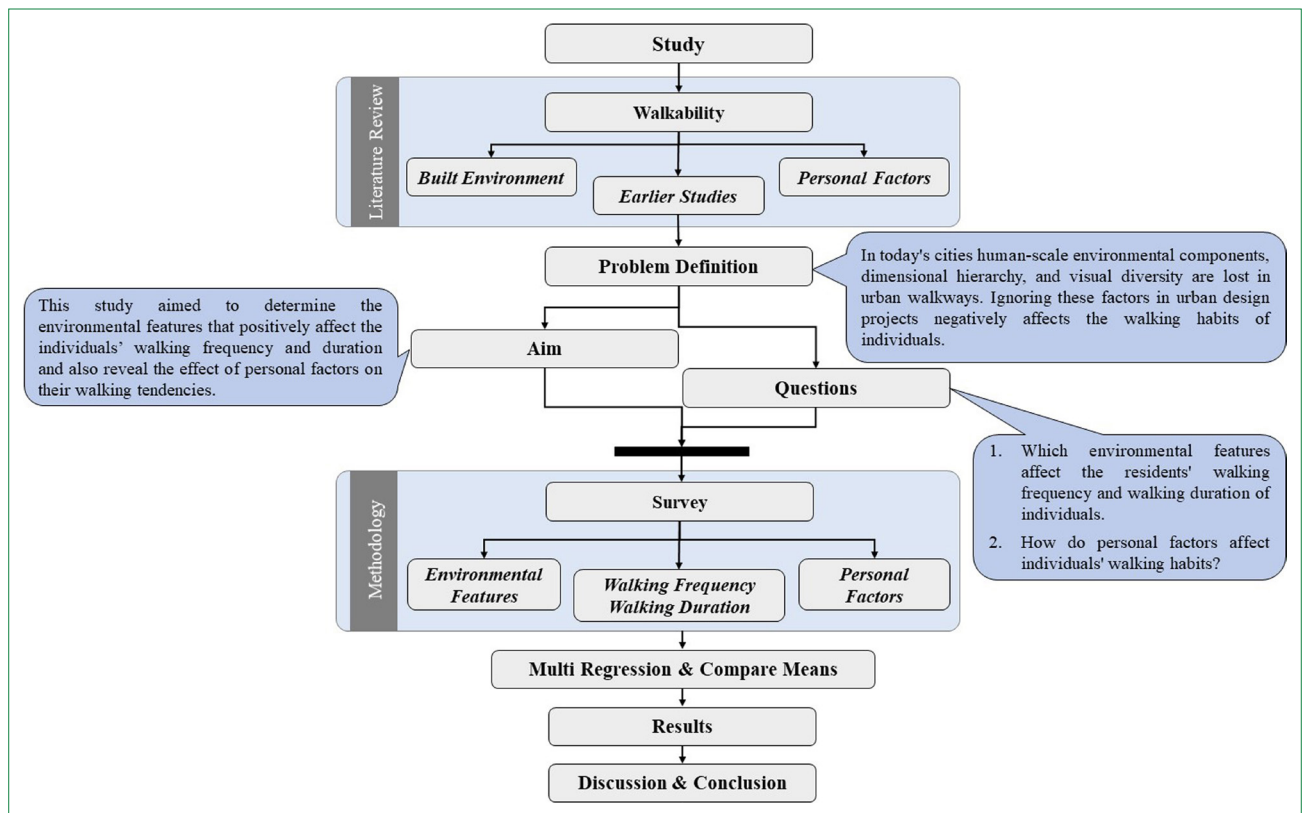 Study
Literature Review
Walkability
Built Environment
Earlier Studies
Personal Factors
Problem Definition
In today's cities human-scale environmental components,
dimensional hierarchy, and visual diversity are lost in
urban walkways. Ignoring these factors in urban design
projects negatively affects the walking habits of
individuals.
This study aimed to determine the
environmental features that positively affect the
individuals’ walking frequency and duration
and also reveal the effect of personal factors on
their walking tendencies.
Aim
Questions
1. Which environmental features
affect the residents' walking
frequency and walking duration of
individuals.
2. How do personal factors affect
individuals' walking habits?
Methodology
Survey
Environmental
Features
Walking Frequency
Walking Duration
Personal
Factors
Multi Regression & Compare Means
Results
Discussion & Conclusion